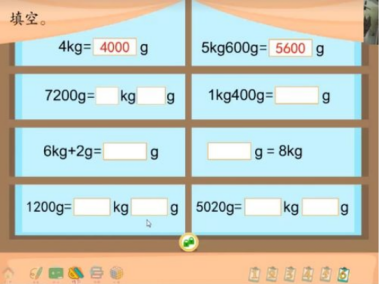 填空。
4kg= 4000 g
5kg600g= 5600 g
7200g= kg g
1kg400g= g
6kg+2g= g
g = 8kg
1200g= kg g
5020g= kg g